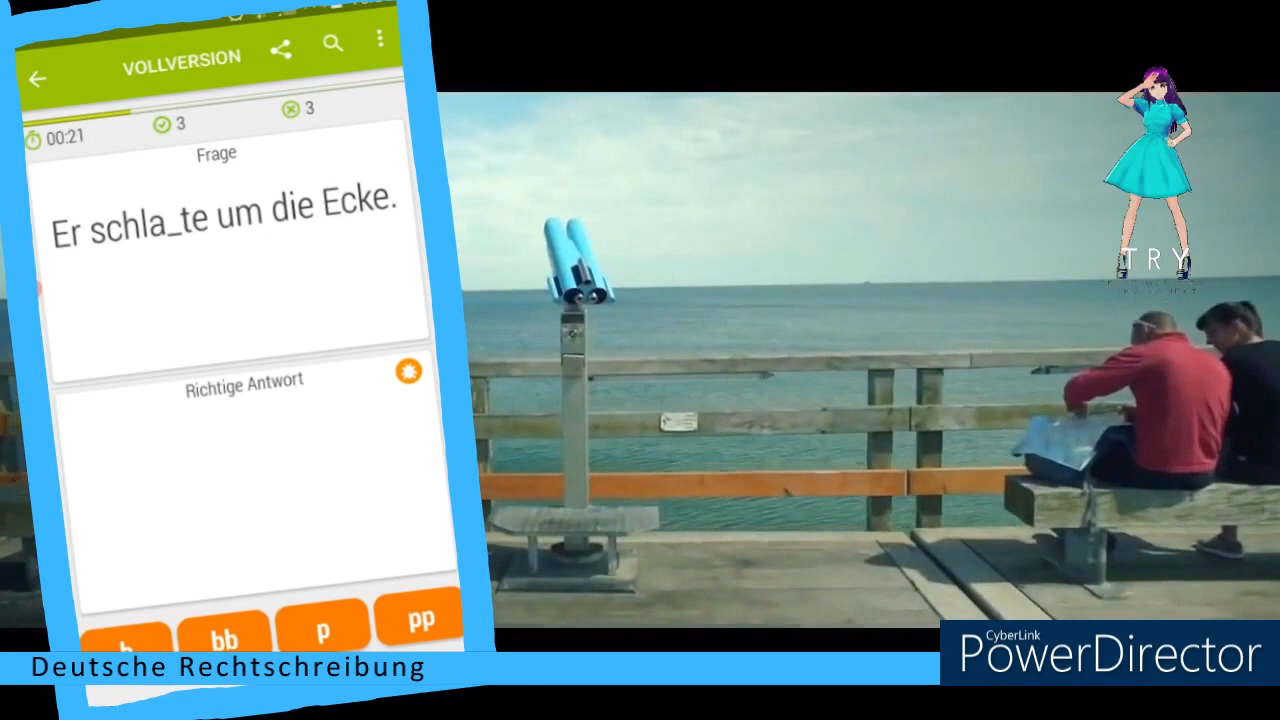 VOLLVERSION
00:21
3
3
Frage
Er schla_te um die Ecke.
Richtige Antwort
b
bb
p
pp
Deutsche Rechtschreibung
TRY
CyberLink
PowerDirector